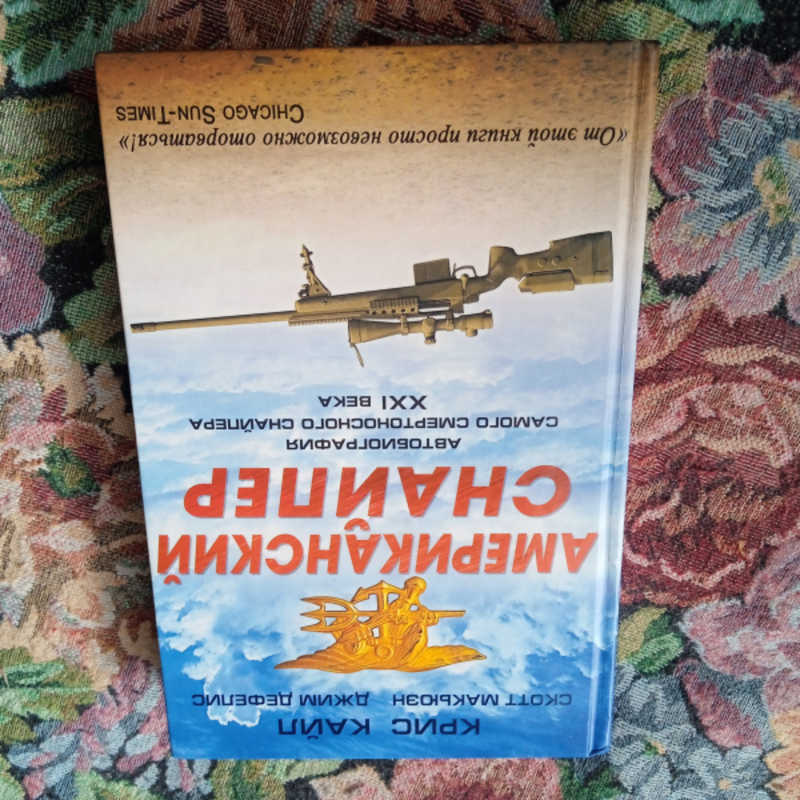 КРИС КАЙЛ
СКОТТ МАКЬЮЭН ДЖИМ ДЕФЕЛИС
АМЕРИКАНСКИЙ
СНАЙПЕР
АВТОБИОГРАФИЯ
САМОГО СМЕРТОНОСНОГО СНАЙПЕРА
XXI ВЕКА
«От этой книги просто невозможно оторваться!»
CHICAGO SUN-TIMES